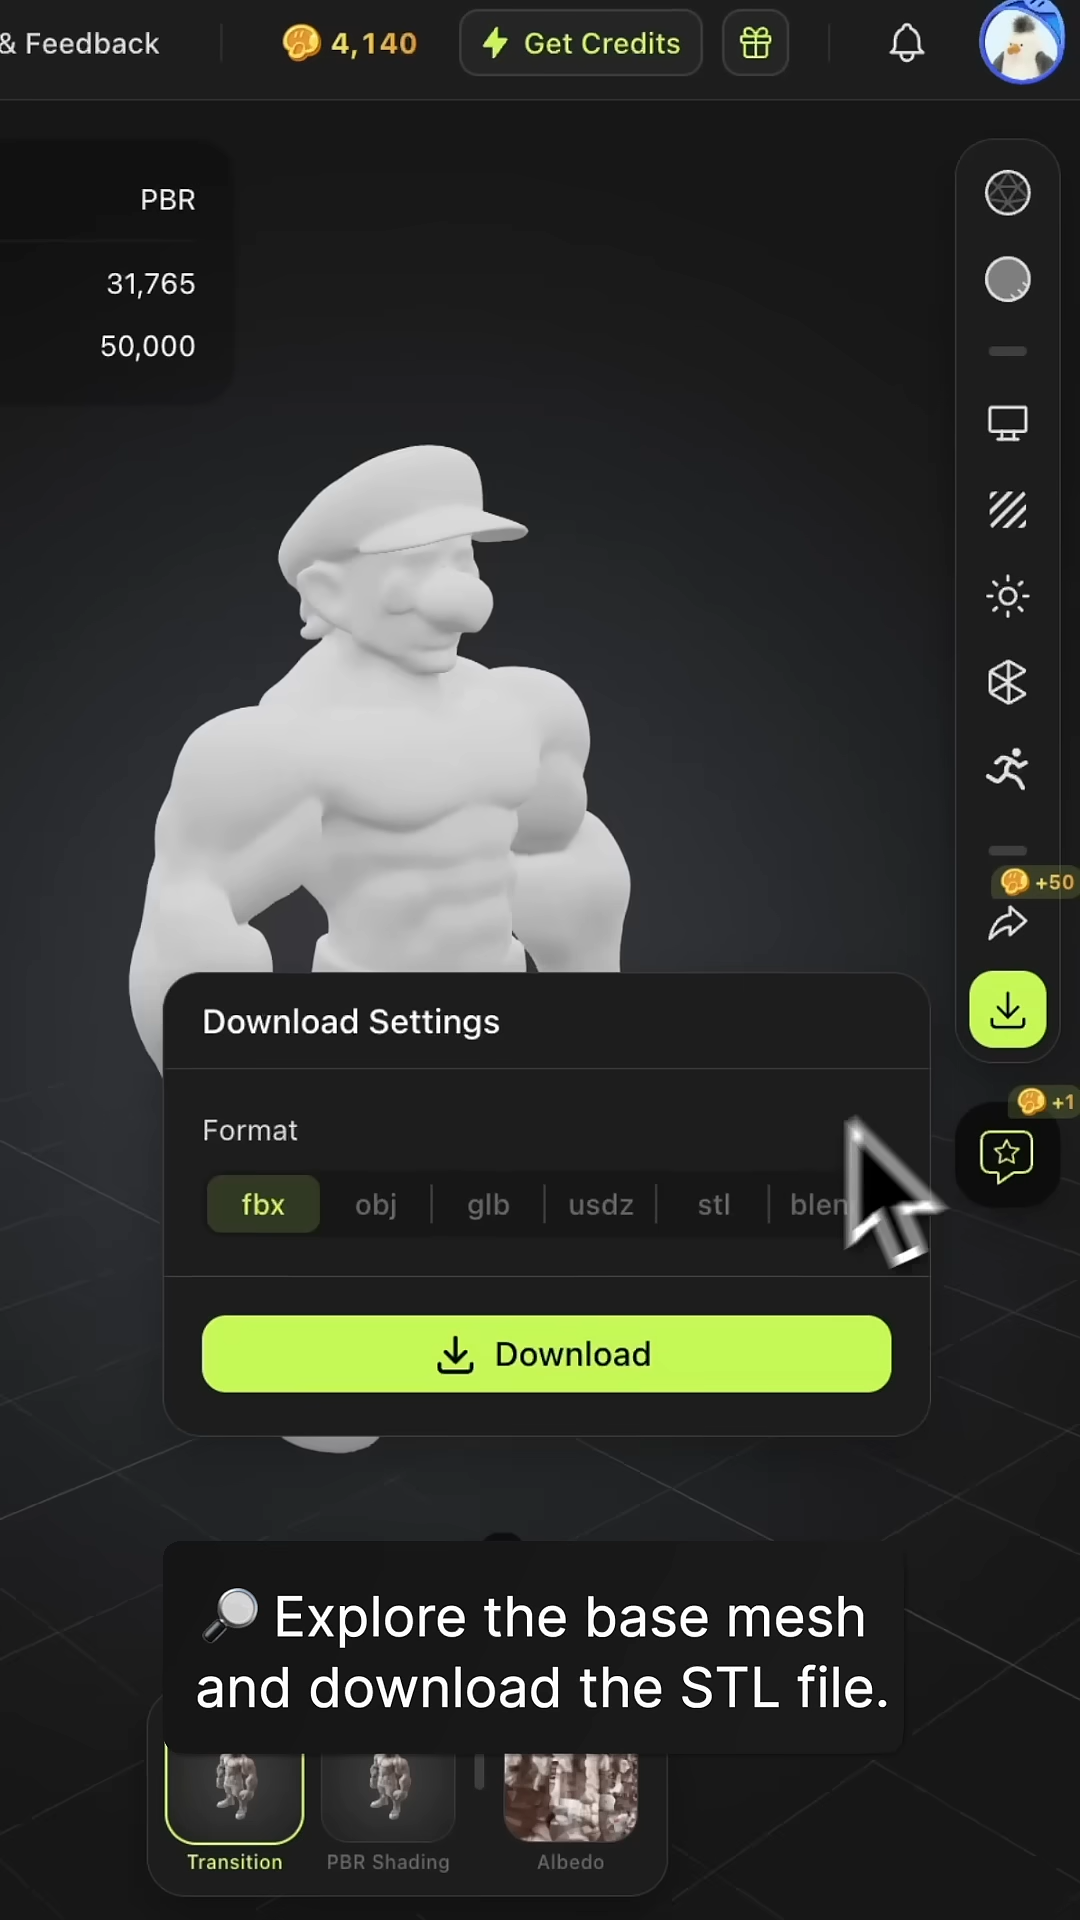 & Feedback
4,140
Get Credits
PBR
31,765
50,000
+50
Download Settings
+1
Format
fbx
obj
glb
usdz
stl
blen
Download
🔎 Explore the base mesh
and download the STL file.
Transition
PBR Shading
Albedo